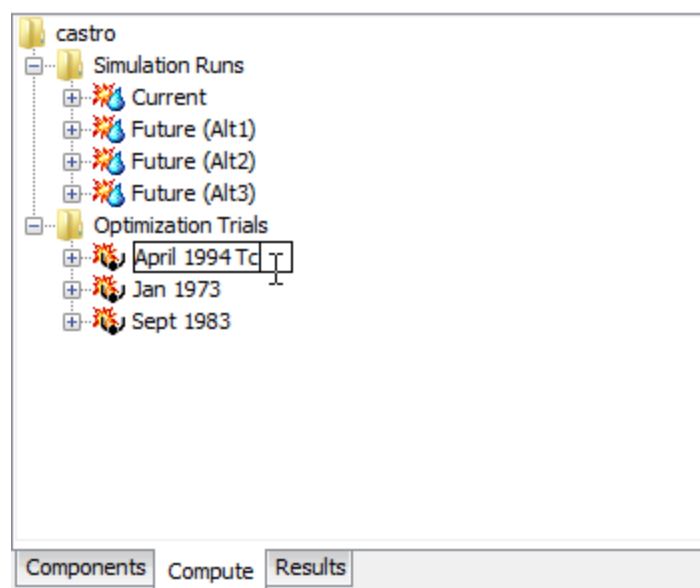 castro
Simulation Runs
Current
Future (Alt1)
Future (Alt2)
Future (Alt3)
Optimization Trials
April 1994 Tc
Jan 1973
Sept 1983
Components Compute Results